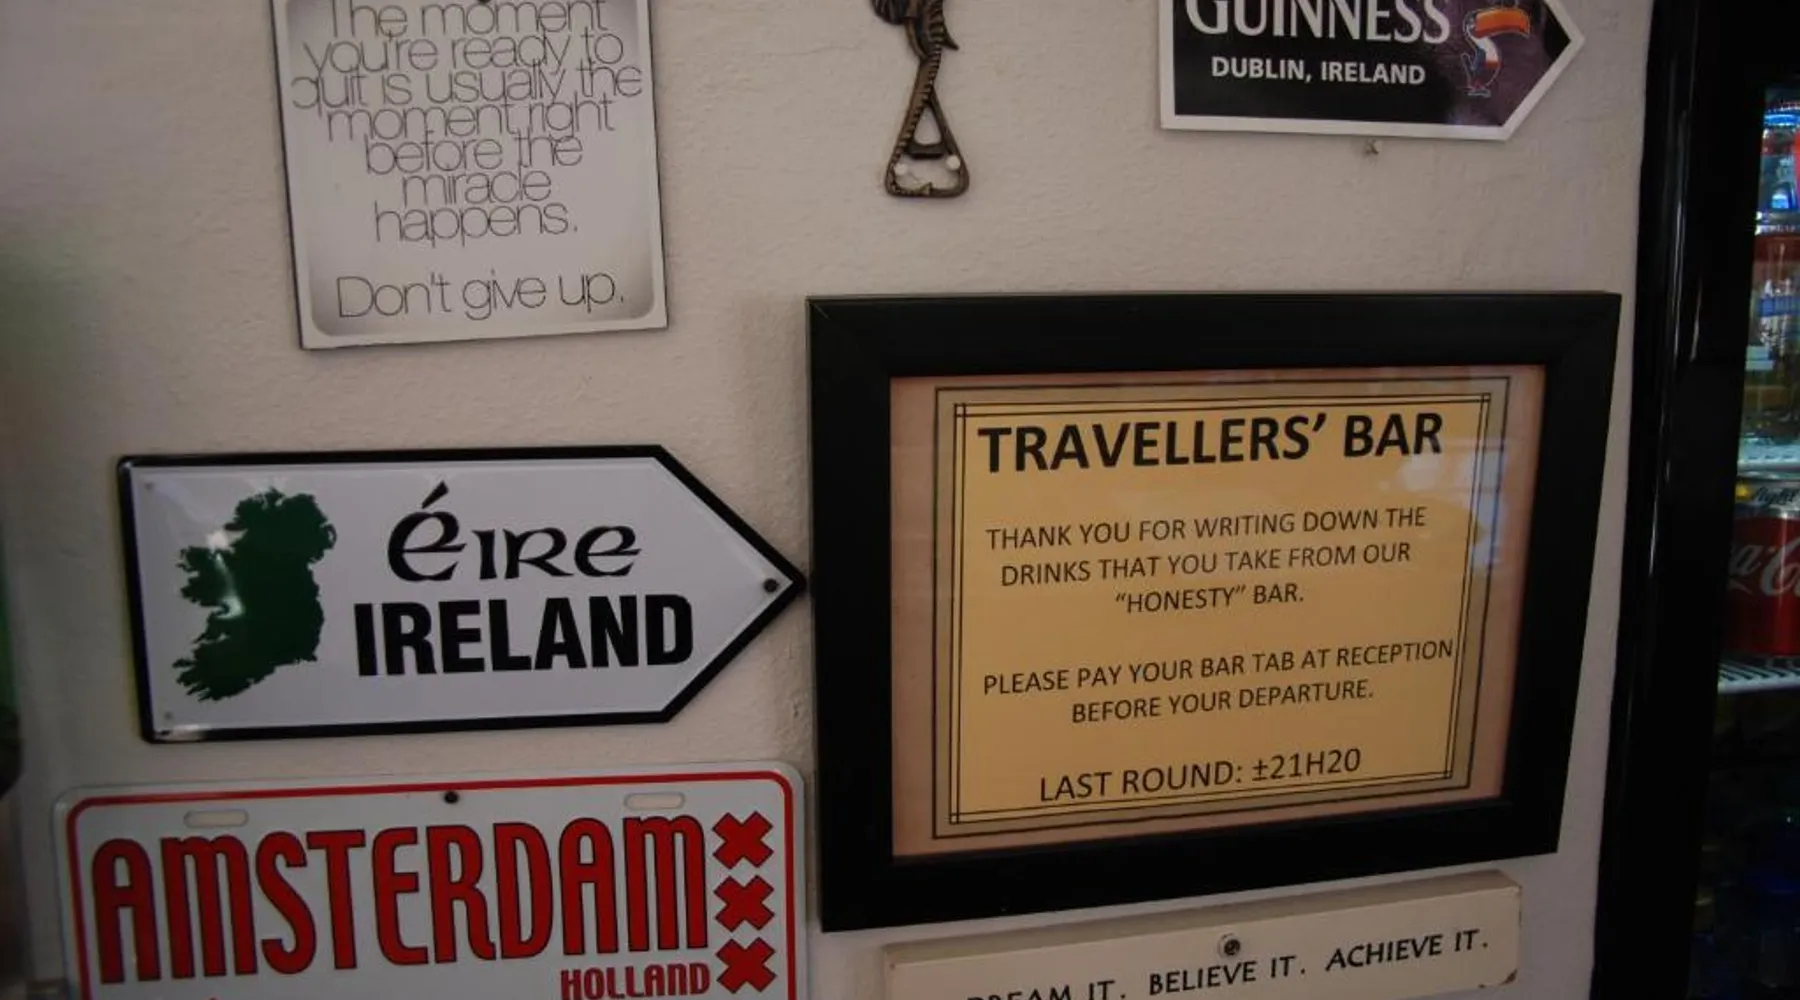 The moment
you're ready to
quit is usually the
moment right
before the
miracle
happens.
Don't give up.
GUINNESS
DUBLIN, IRELAND
éire
IRELAND
TRAVELLERS' BAR
THANK YOU FOR WRITING DOWN THE
DRINKS THAT YOU TAKE FROM OUR
"HONESTY" BAR.
PLEASE PAY YOUR BAR TAB AT RECEPTION
BEFORE YOUR DEPARTURE.
LAST ROUND: ±21H20
AMSTERDAM
HOLLAND
DREAM IT. BELIEVE IT. ACHIEVE IT.
light